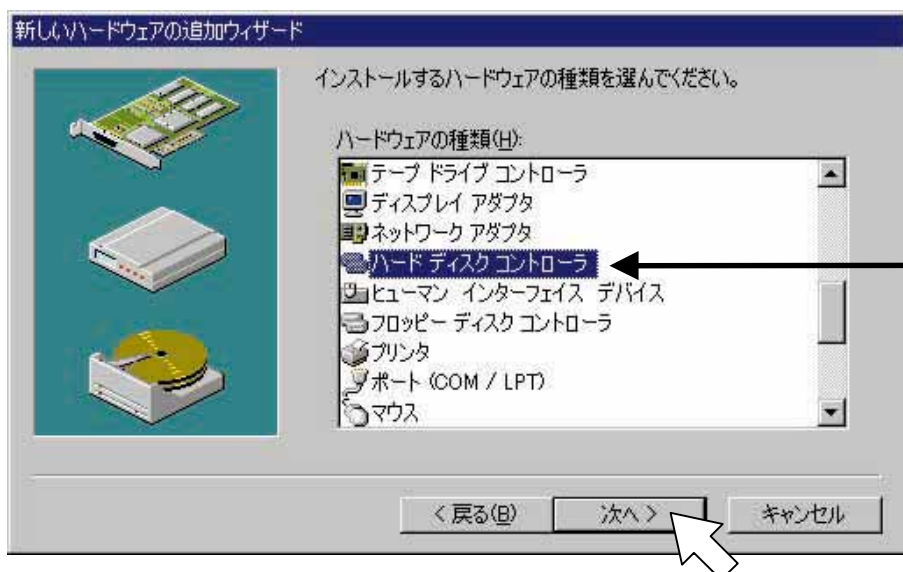 新しいハードウェアの追加ウィザード
インストールするハードウェアの種類を選んでください。
ハードウェアの種類(H):
テープ ドライブ コントローラ
ディスプレイ アダプタ
ネットワーク アダプタ
ハード ディスク コントローラ
ヒューマン インターフェイス デバイス
フロッピー ディスク コントローラ
プリンタ
ポート (COM / LPT)
マウス
< 戻る(B)
次へ >
キャンセル